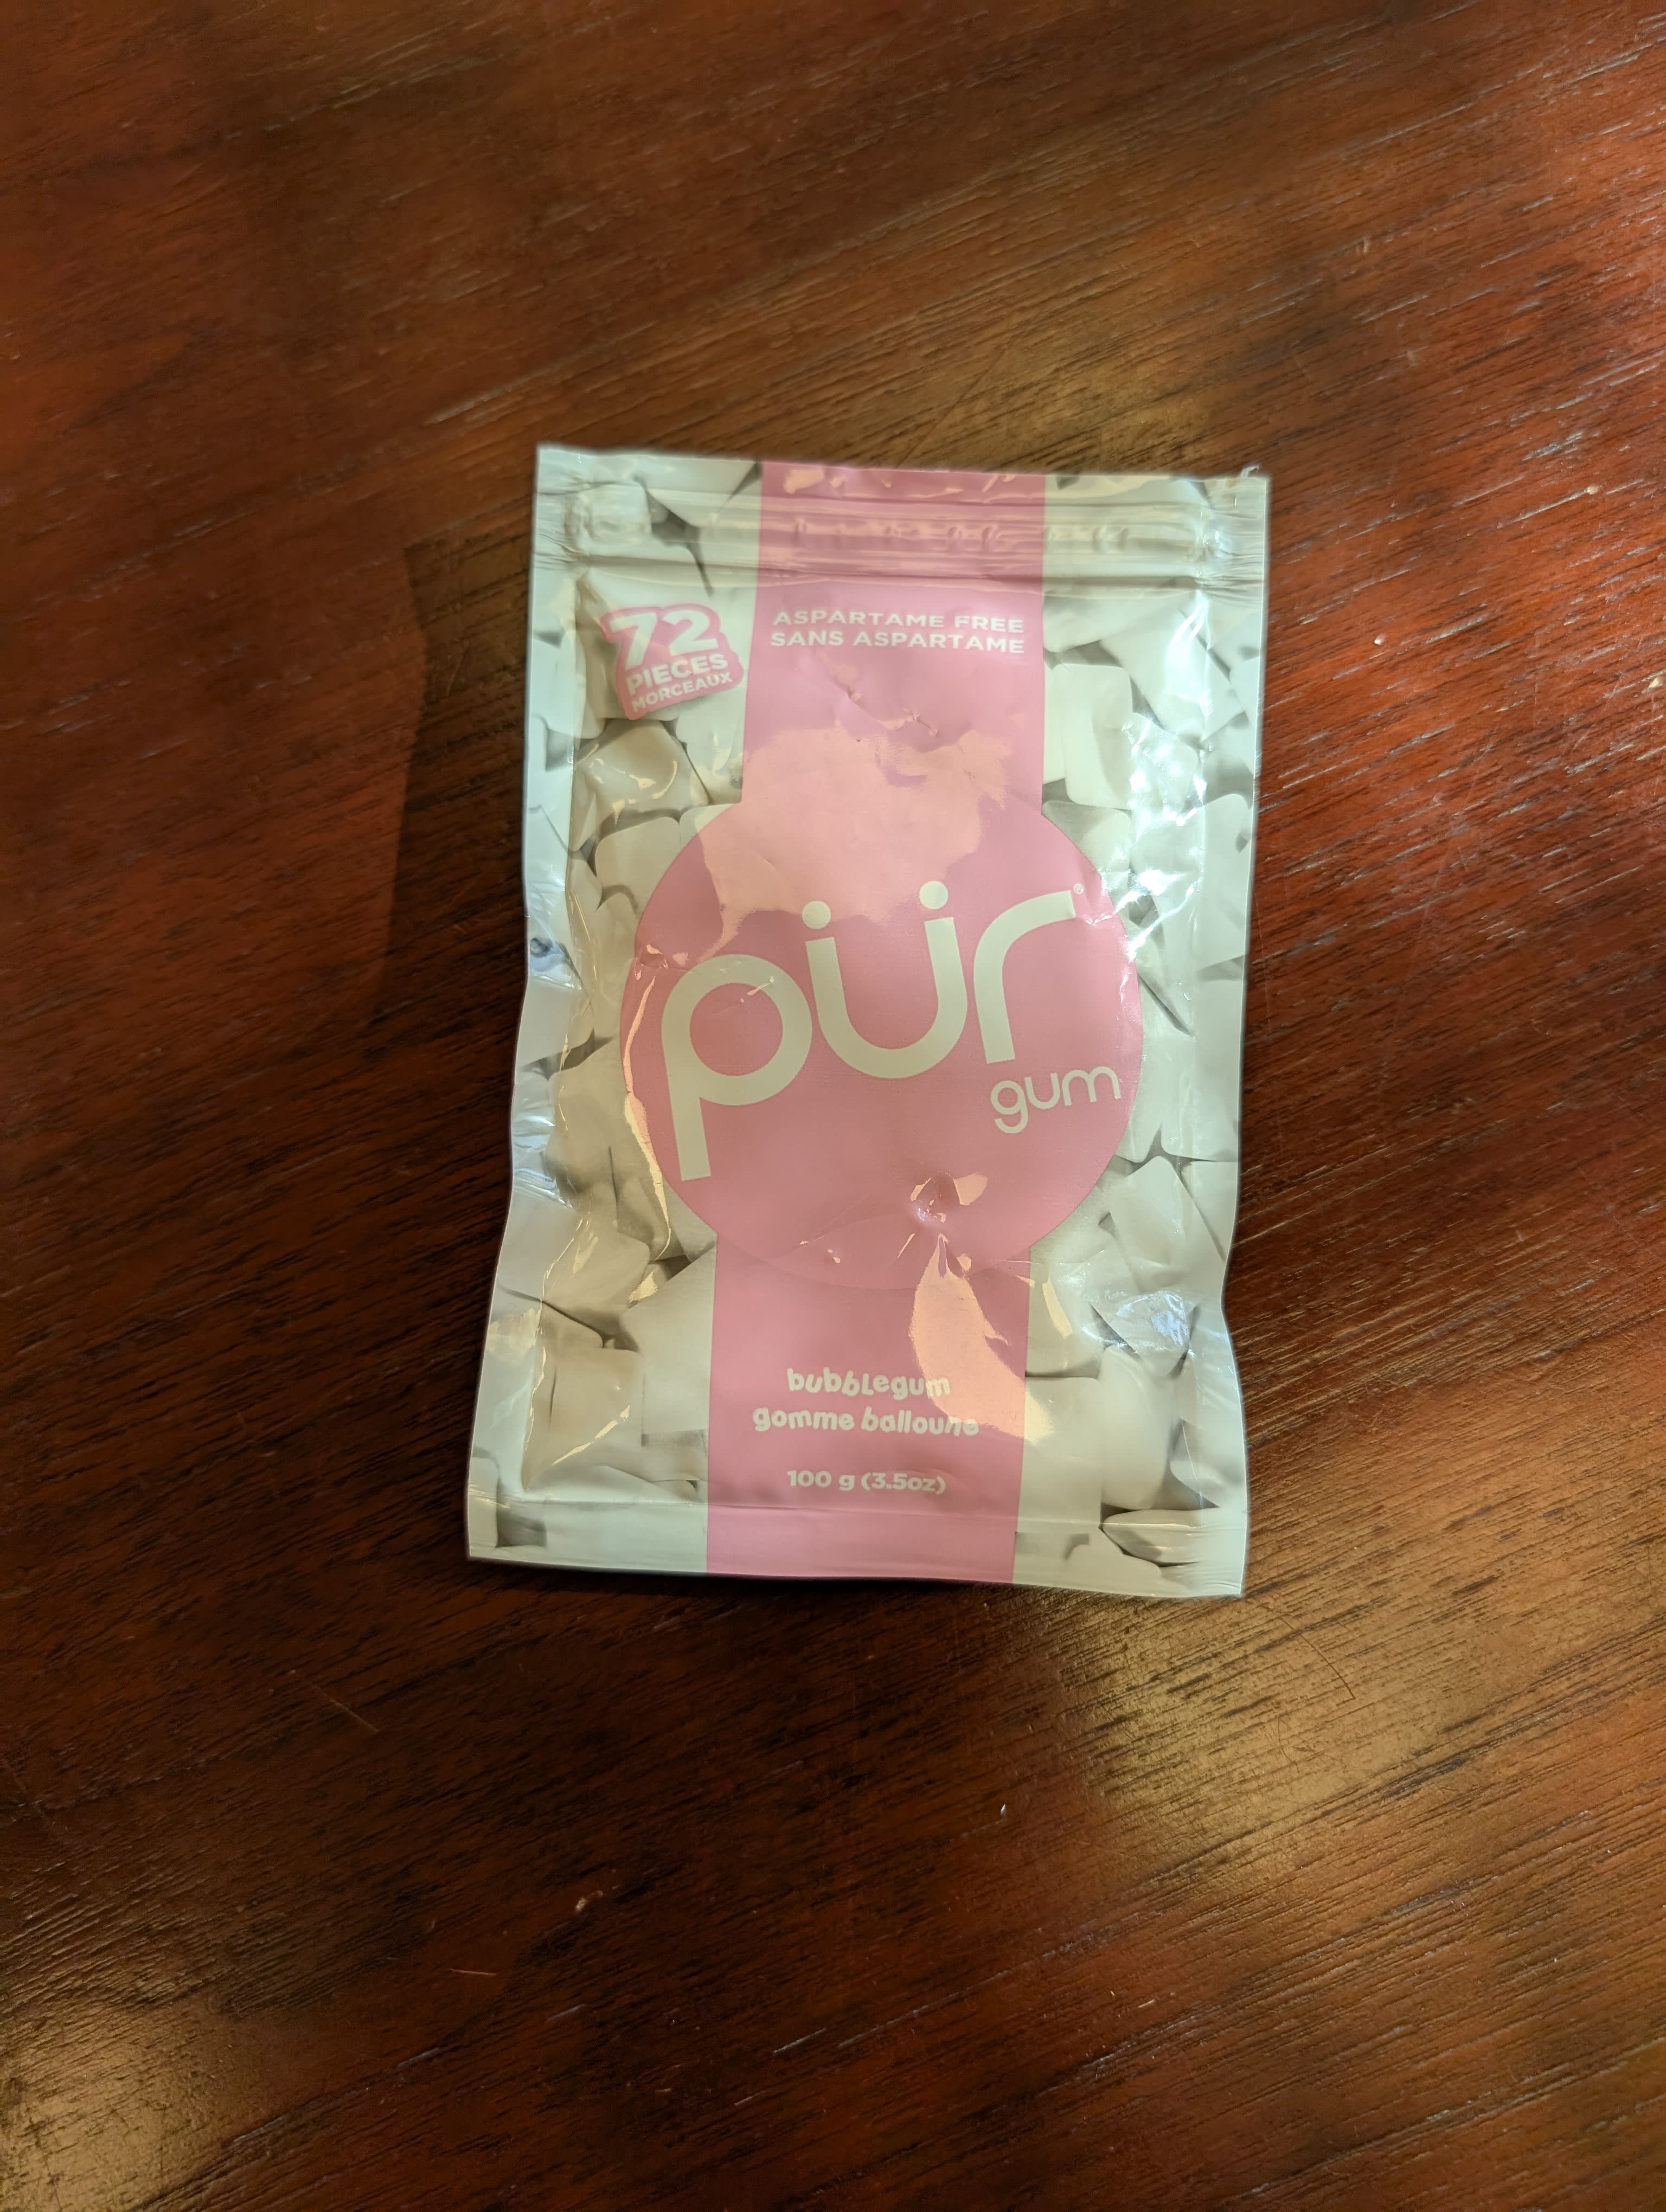 72
PIECES
MORCEAUX
ASPARTAME FREE
SANS ASPARTAME
pür®
gum
bubblegum
gomme balloune
100 g (3.5oz)